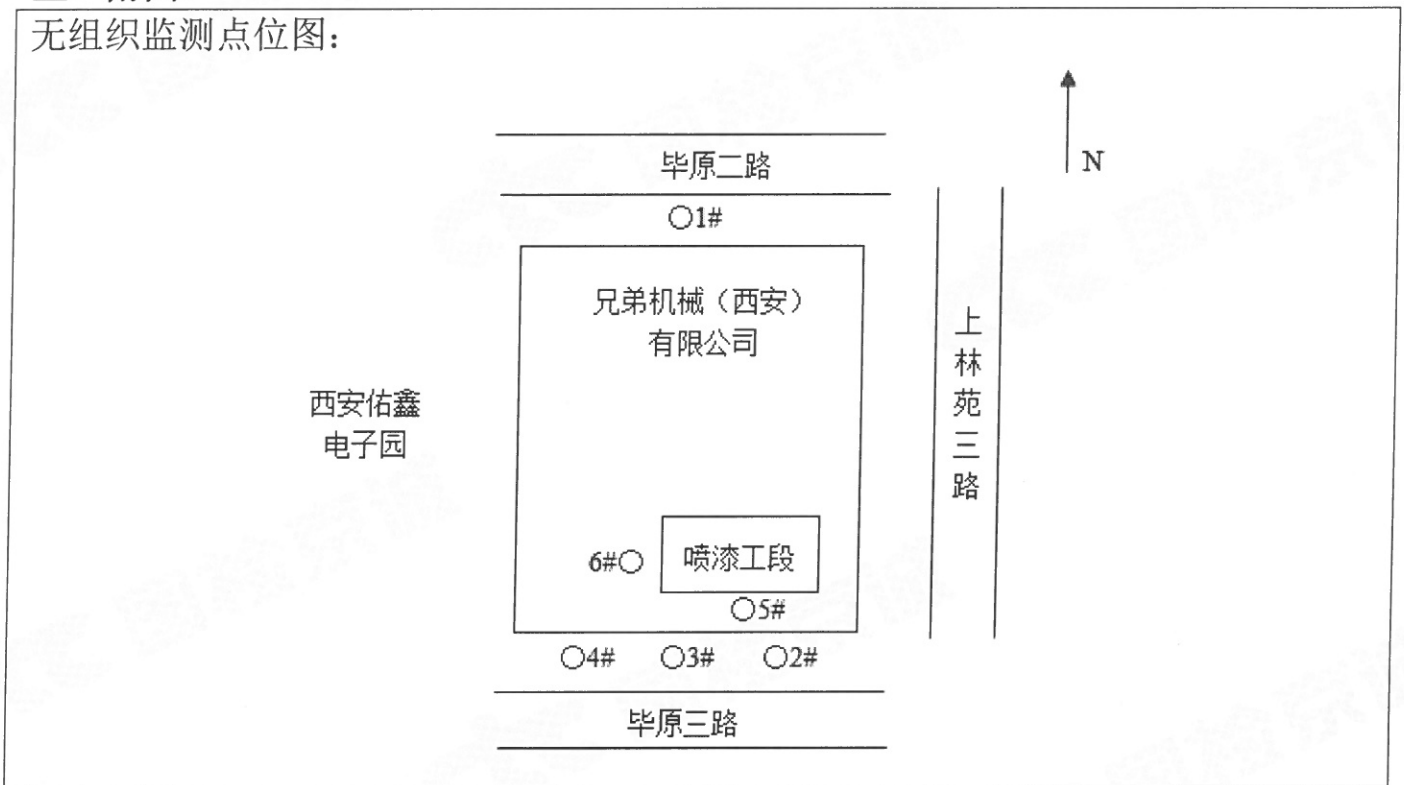 无组织监测点位图：
N
毕原二路
○1#
兄弟机械（西安）
有限公司
上林苑三路
西安佑鑫
电子园
6#○
喷漆工段
○5#
○4#
○3#
○2#
毕原三路